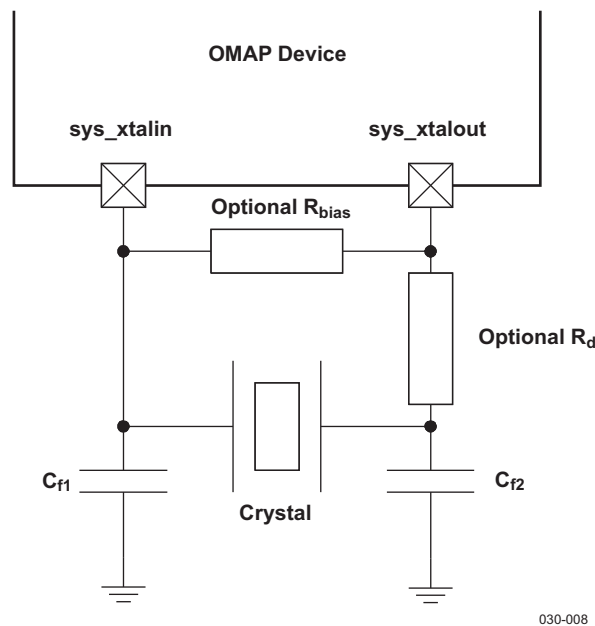 OMAP Device
sys_xtalin
sys_xtalout
Optional Rbias
Optional Rd
Cf1
Cf2
Crystal
030-008